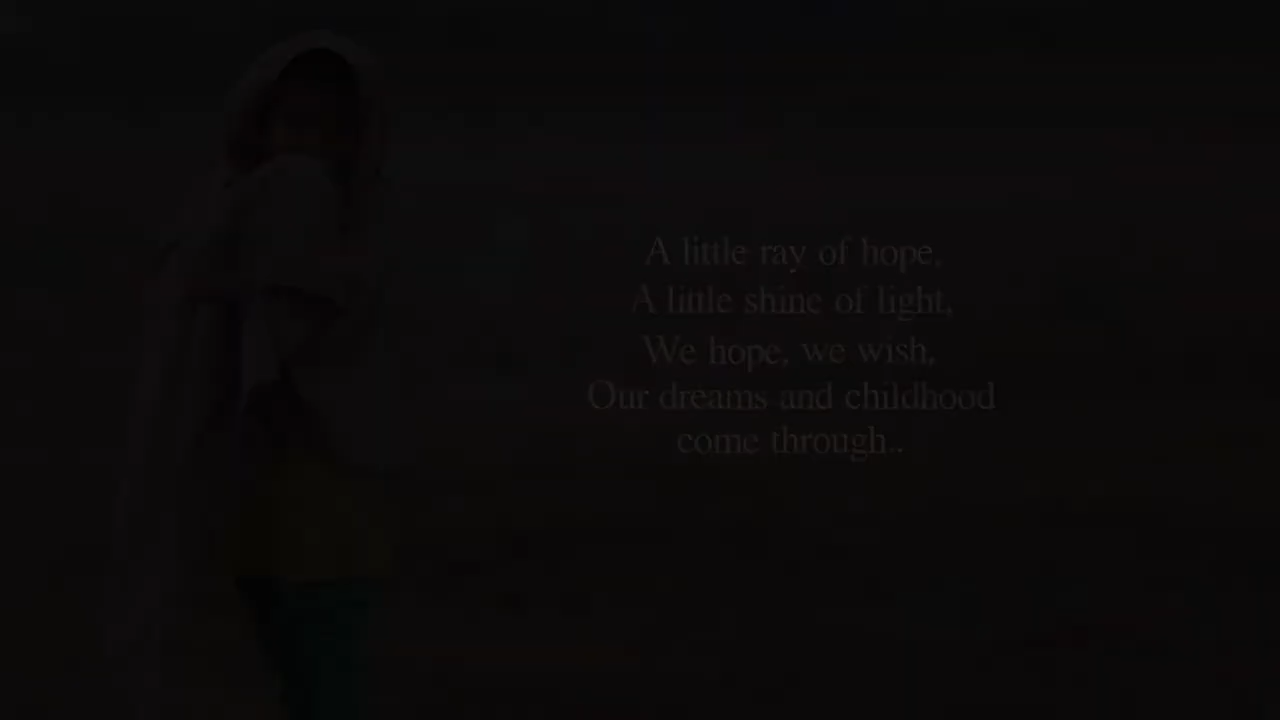 A little ray of hope,
A little shine of light,
We hope, we wish,
Our dreams and childhood
come through..